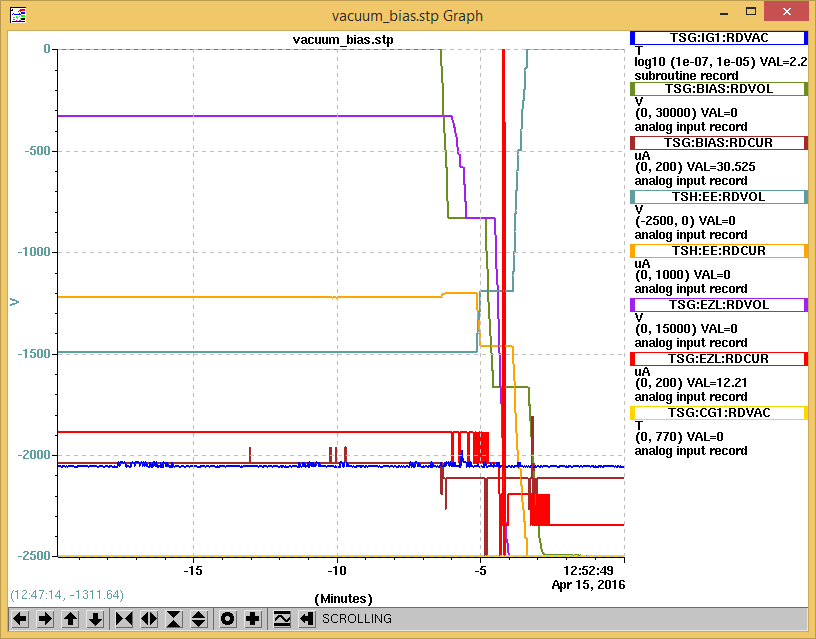 vacuum_bias.stp Graph
vacuum_bias.stp
0
-500
-1000
V
-1500
-2000
-2500
-15
-10
-5
12:52:49
Apr 15, 2016
(12:47:14, -1311.64)
(Minutes)
TSG:IG1:RDVAC
T
log10 (1e-07, 1e-05) VAL=2.2
subroutine record
TSG:BIAS:RDVOL
V
(0, 30000) VAL=0
analog input record
TSG:BIAS:RDCUR
uA
(0, 200) VAL=30.525
analog input record
TSH:EE:RDVOL
V
(-2500, 0) VAL=0
analog input record
TSH:EE:RDCUR
uA
(0, 1000) VAL=0
analog input record
TSG:EZL:RDVOL
V
(0, 15000) VAL=0
analog input record
TSG:EZL:RDCUR
uA
(0, 200) VAL=12.21
analog input record
TSG:CG1:RDVAC
T
(0, 770) VAL=0
analog input record
SCROLLING